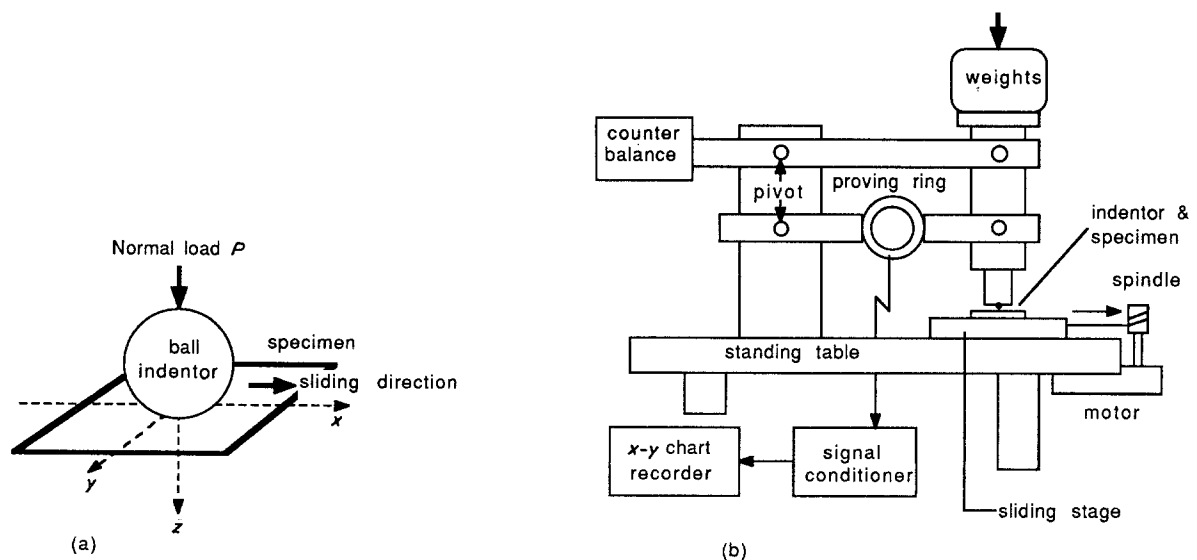 Normal load P
ball
indentor
specimen
sliding direction
x
y
z
(a)
weights
counter
balance
pivot
proving ring
indentor &
specimen
spindle
standing table
motor
x-y chart
recorder
signal
conditioner
sliding stage
(b)